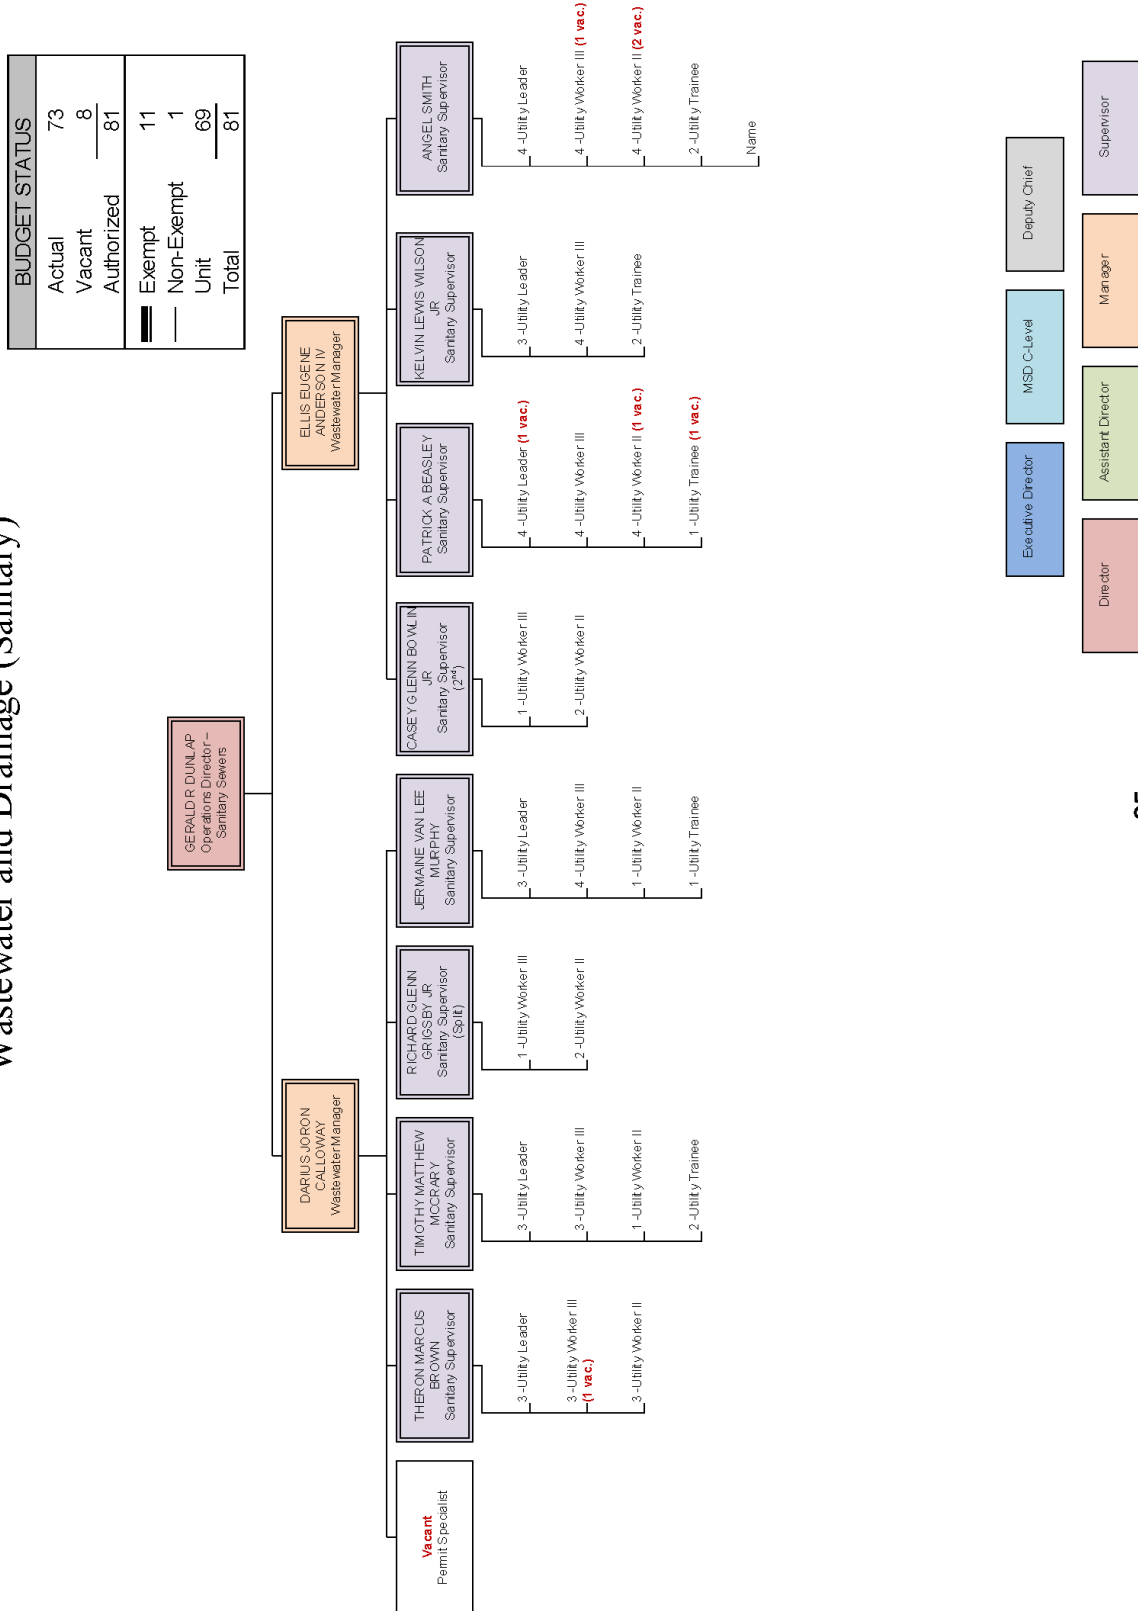 Wastewater and Drainage (Sanitary)
BUDGET STATUS
Actual 73
Vacant 8
Authorized 81
Exempt 11
Non-Exempt 1
Unit 69
Total 81
GERALD R DUNLAP
Operations Director –
Sanitary Sewers
DARIUS JORON
CALLOWAY
Wastewater Manager
ELLIS EUGENE
ANDERSON IV
Wastewater Manager
Vacant
Permit Specialist
THERON MARCUS
BROWN
Sanitary Supervisor
3 -Utility Leader
3 -Utility Worker III
(1 vac.)
3 -Utility Worker II
TIMOTHY MATTHEW
MCCRARY
Sanitary Supervisor
3 -Utility Leader
3 -Utility Worker III
1 -Utility Worker II
2 -Utility Trainee
RICHARD GLENN
GRIGSBY JR
Sanitary Supervisor
(Split)
1 -Utility Worker III
2 -Utility Worker II
JERMAINE VAN LEE
MURPHY
Sanitary Supervisor
3 -Utility Leader
4 -Utility Worker III
1 -Utility Worker II
1 -Utility Trainee
CASEY GLENN BOWLIN
JR
Sanitary Supervisor
(2nd)
1 -Utility Worker III
2 -Utility Worker II
PATRICK A BEASLEY
Sanitary Supervisor
4 -Utility Leader (1 vac.)
4 -Utility Worker III
4 -Utility Worker II (1 vac.)
1 -Utility Trainee (1 vac.)
KELVIN LEWIS WILSON
JR
Sanitary Supervisor
3 -Utility Leader
4 -Utility Worker III
2 -Utility Trainee
ANGEL SMITH
Sanitary Supervisor
4 -Utility Leader
4 -Utility Worker III (1 vac.)
4 -Utility Worker II (2 vac.)
2 -Utility Trainee
Name
Executive Director
MSD C-Level
Deputy Chief
Director
Assistant Director
Manager
Supervisor